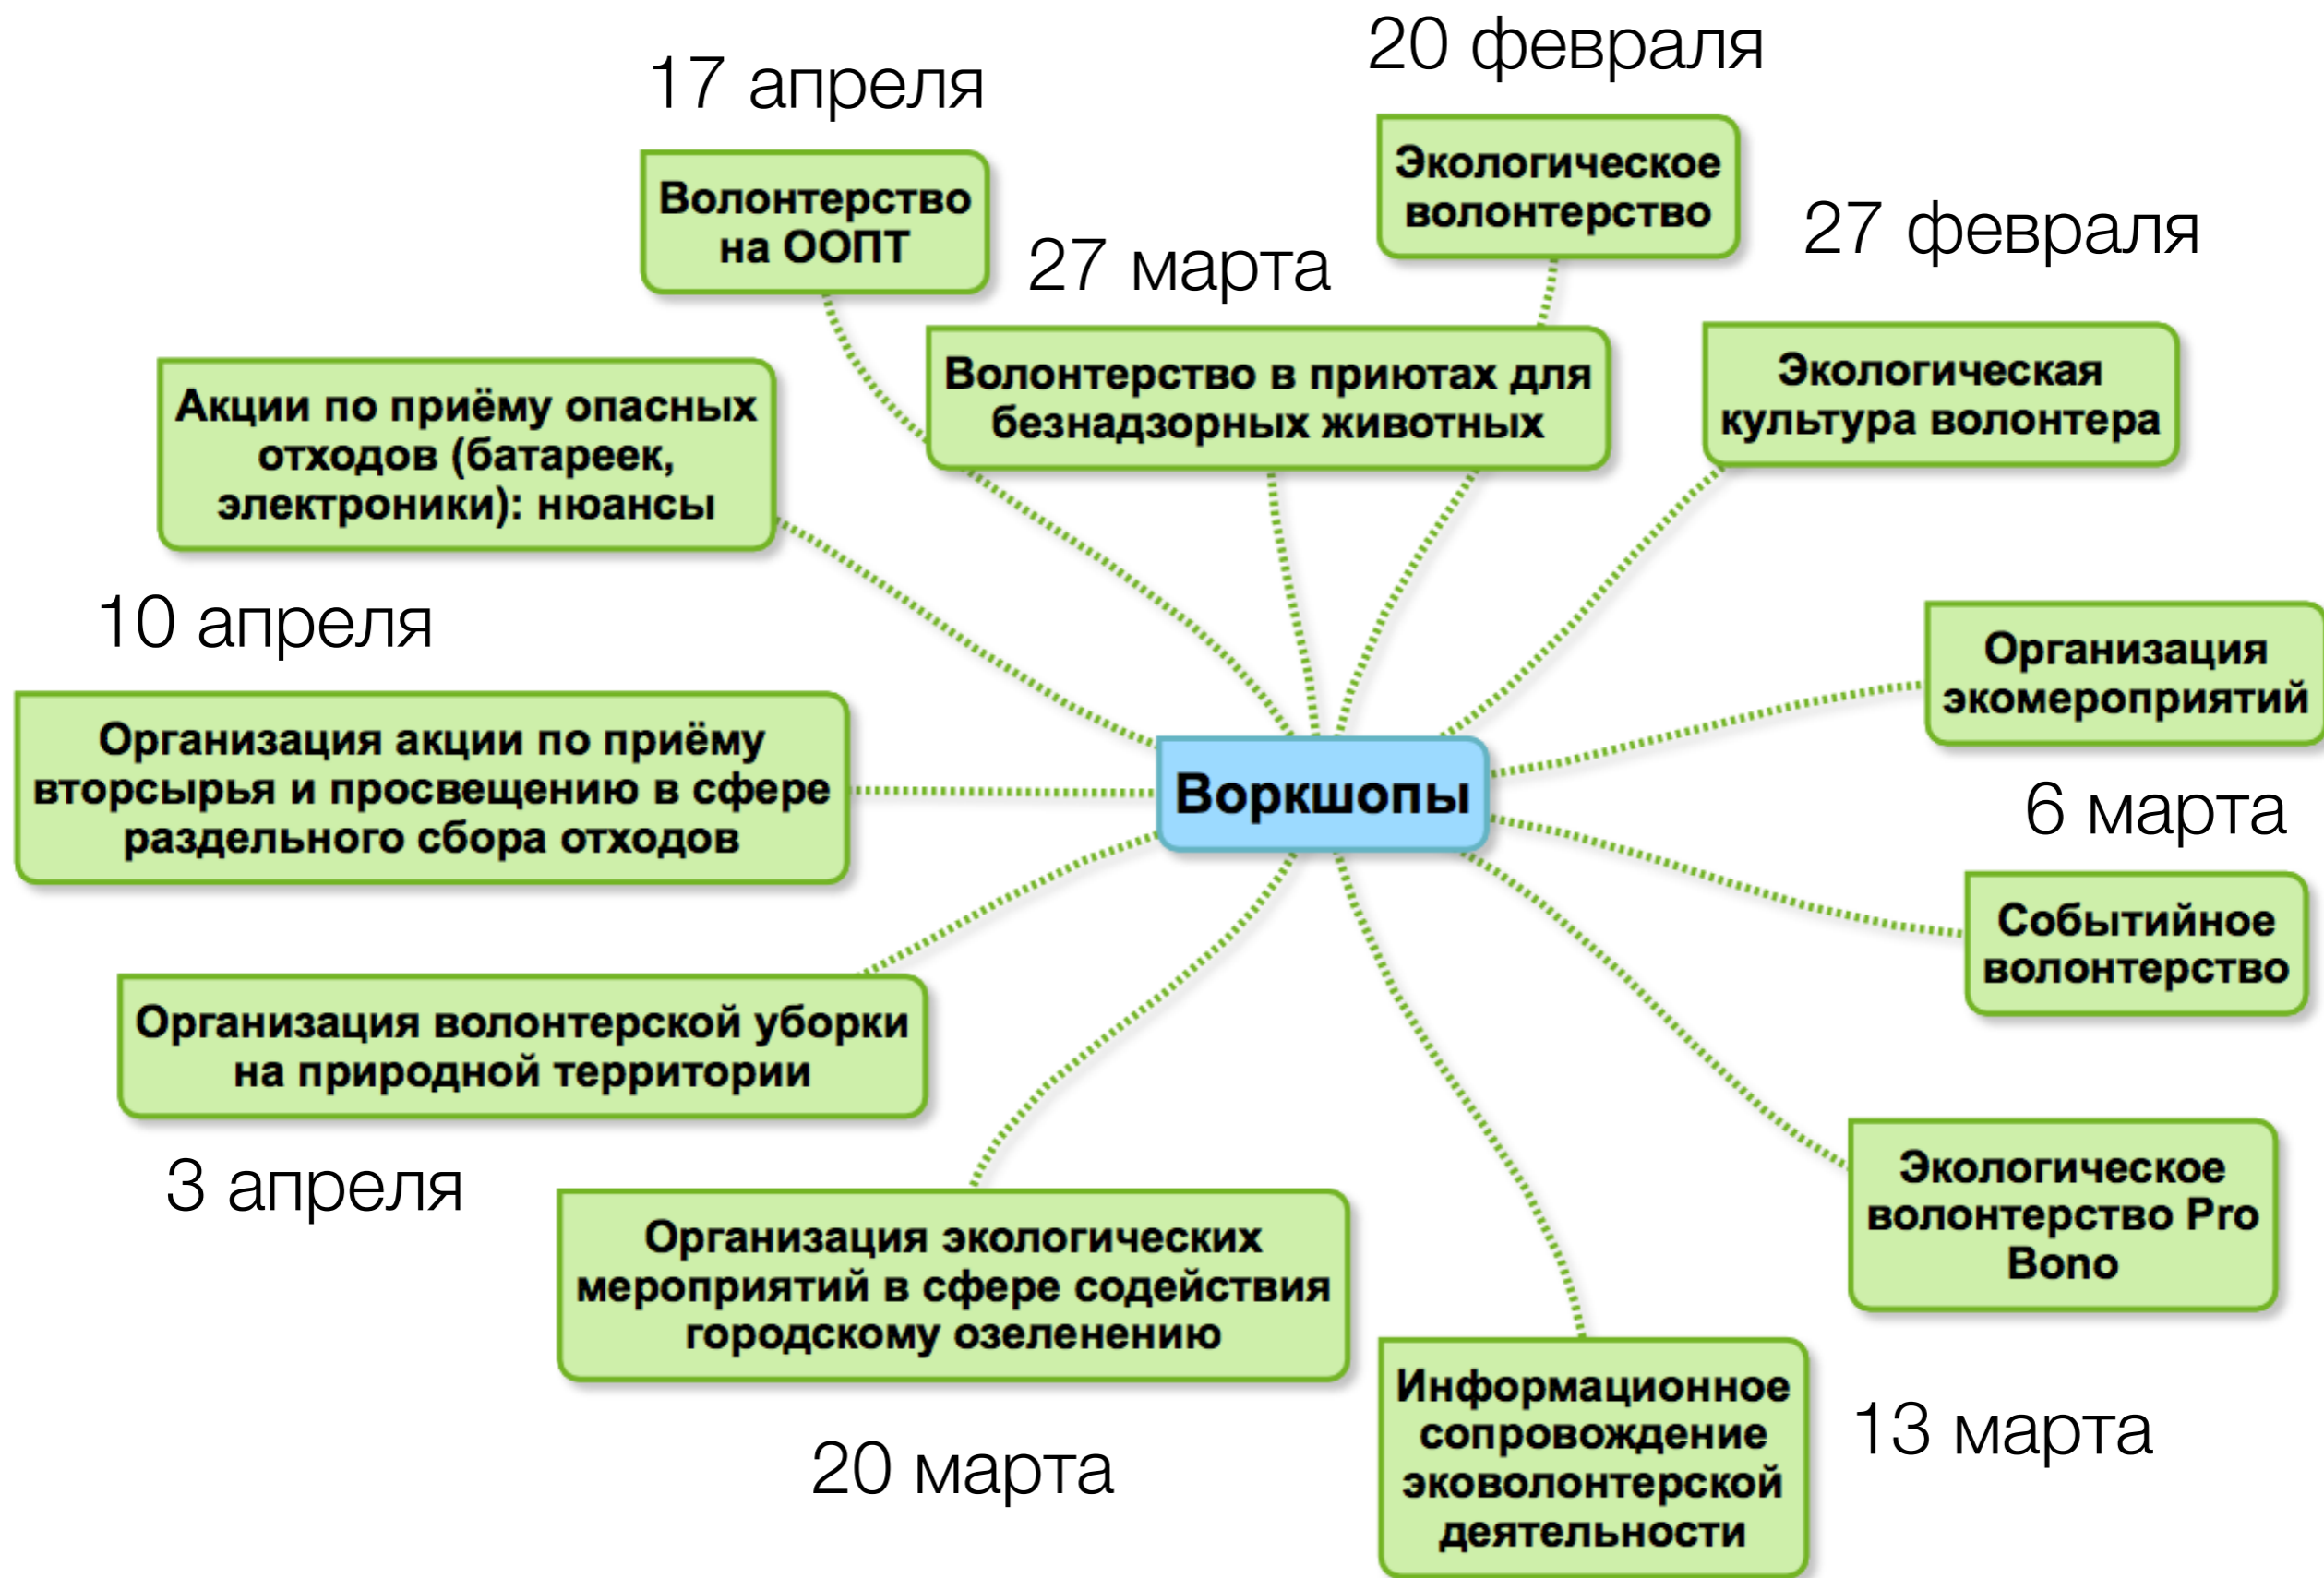 20 февраля
17 апреля
Экологическое
волонтерство
Волонтерство
на ООПТ
27 февраля
27 марта
Экологическая
культура волонтера
Волонтерство в приютах для
безнадзорных животных
Акции по приёму опасных
отходов (батареек,
электроники): нюансы
10 апреля
Организация
экомероприятий
Организация акции по приёму
вторсырья и просвещению в сфере
раздельного сбора отходов
Воркшопы
6 марта
Событийное
волонтерство
Организация волонтерской уборки
на природной территории
3 апреля
Экологическое
волонтерство Pro
Bono
Организация экологических
мероприятий в сфере содействия
городскому озеленению
20 марта
Информационное
сопровождение
эковолонтерской
деятельности
13 марта